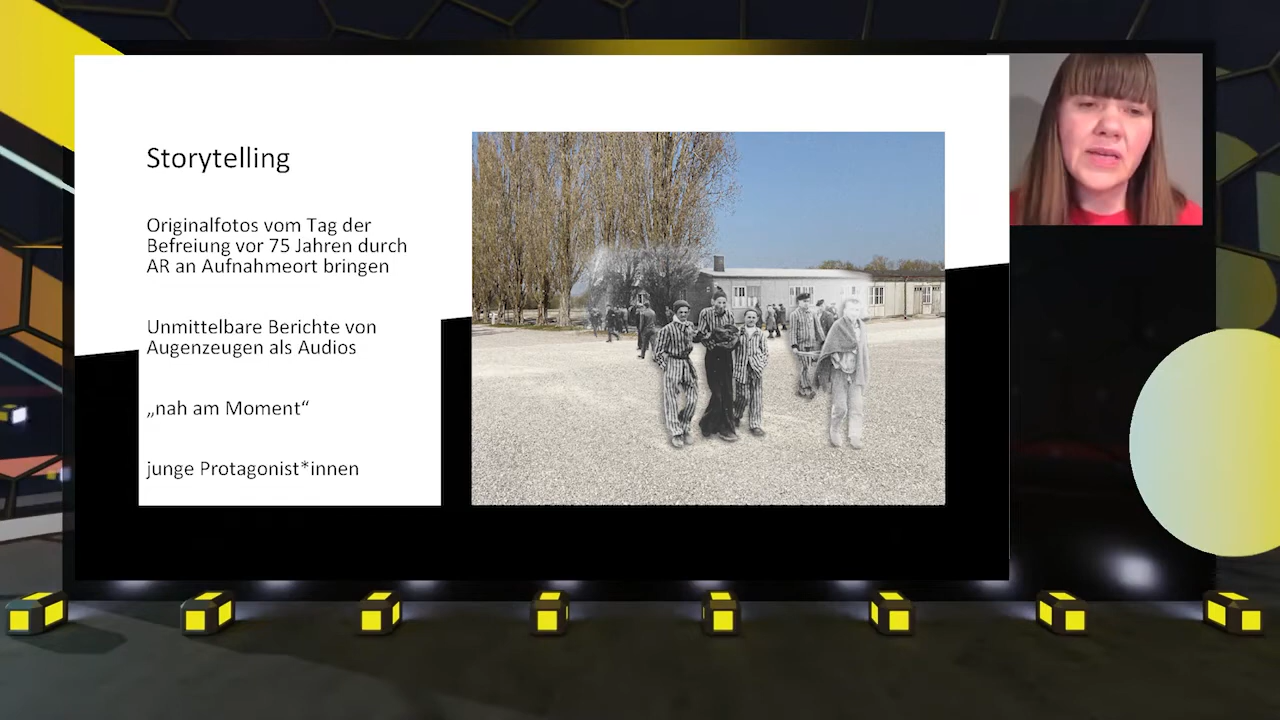 Storytelling
Originalfotos vom Tag der
Befreiung vor 75 Jahren durch
AR an Aufnahmeort bringen
Unmittelbare Berichte von
Augenzeugen als Audios
„nah am Moment“
junge Protagonist*innen